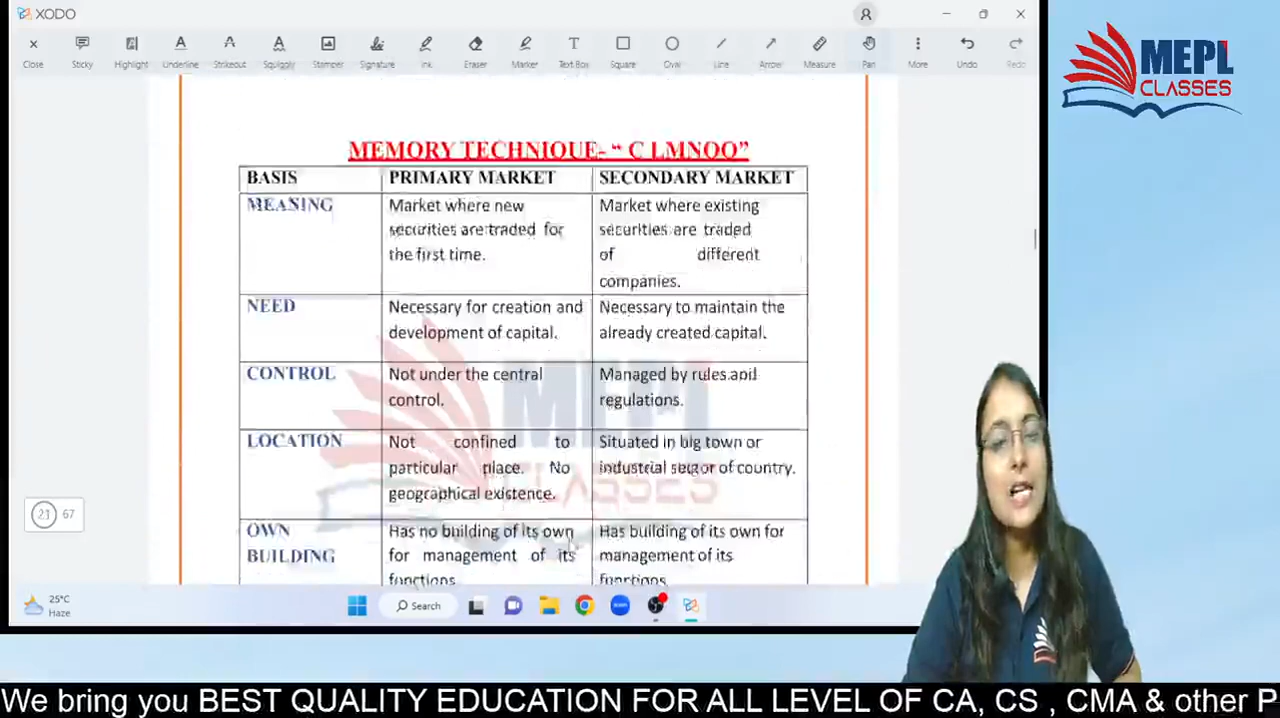 XODO
Close Sticky Highlight Underline Strikeout Squiggly Stamper Signature Ink Eraser Marker Text Box Square Oval Line Arrow Measure Pan More Undo Redo
MEPL
CLASSES
MEMORY TECHNIQUE- “ C LMNOO”
BASIS PRIMARY MARKET SECONDARY MARKET
MEANING Market where new Market where existing
securities are traded for securities are traded
the first time. of different
companies.
NEED Necessary for creation and Necessary to maintain the
development of capital. already created capital.
CONTROL Not under the central Managed by rules and
control. regulations.
LOCATION Not confined to Situated in big town or
particular place. No industrial sector of country.
geographical existence.
OWN Has no building of its own Has building of its own for
BUILDING for management of its management of its
functions functions
MEPL
CLASSES
21 67
25°C
Haze
Search
zoom
We bring you BEST QUALITY EDUCATION FOR ALL LEVEL OF CA, CS , CMA & other P